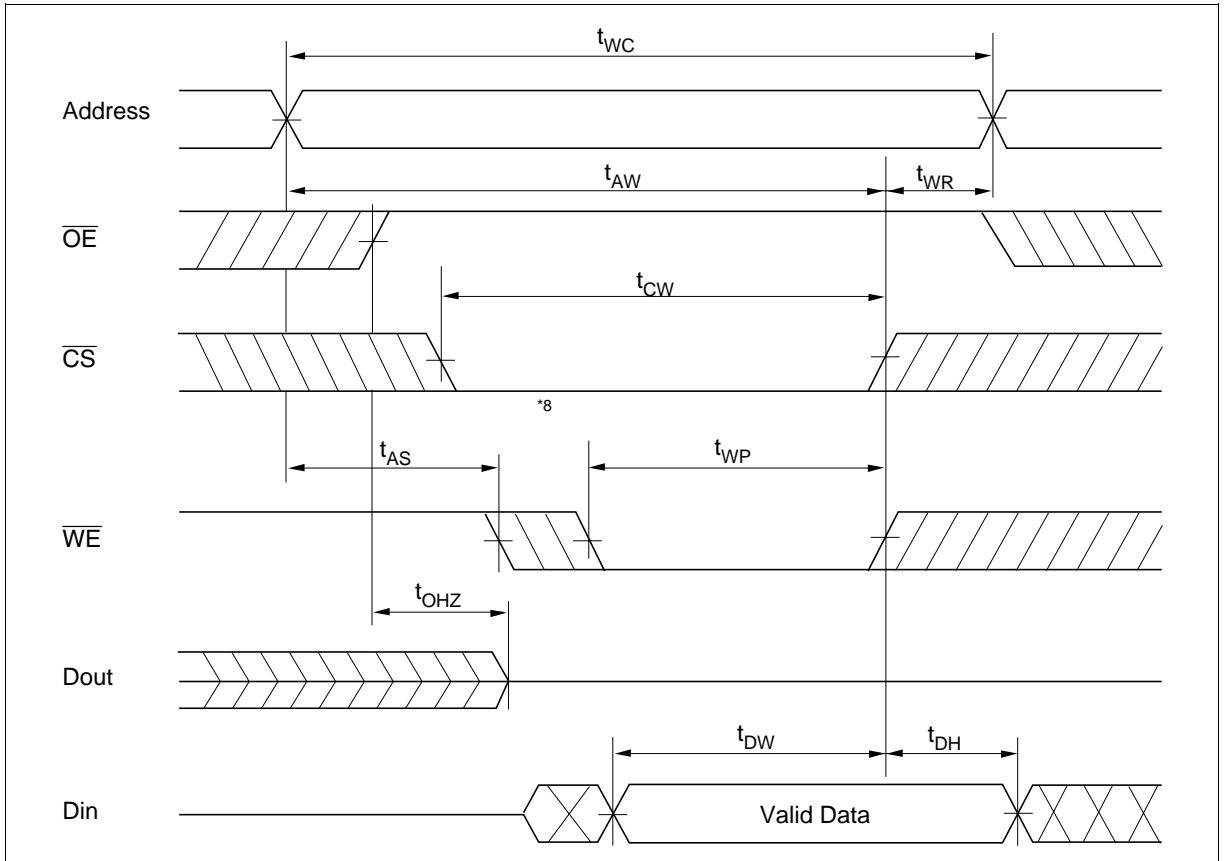 tWC
Address
tAW
tWR
OE
tCW
CS
*8
tAS
tWP
WE
tOHZ
Dout
tDW
tDH
Din
Valid Data